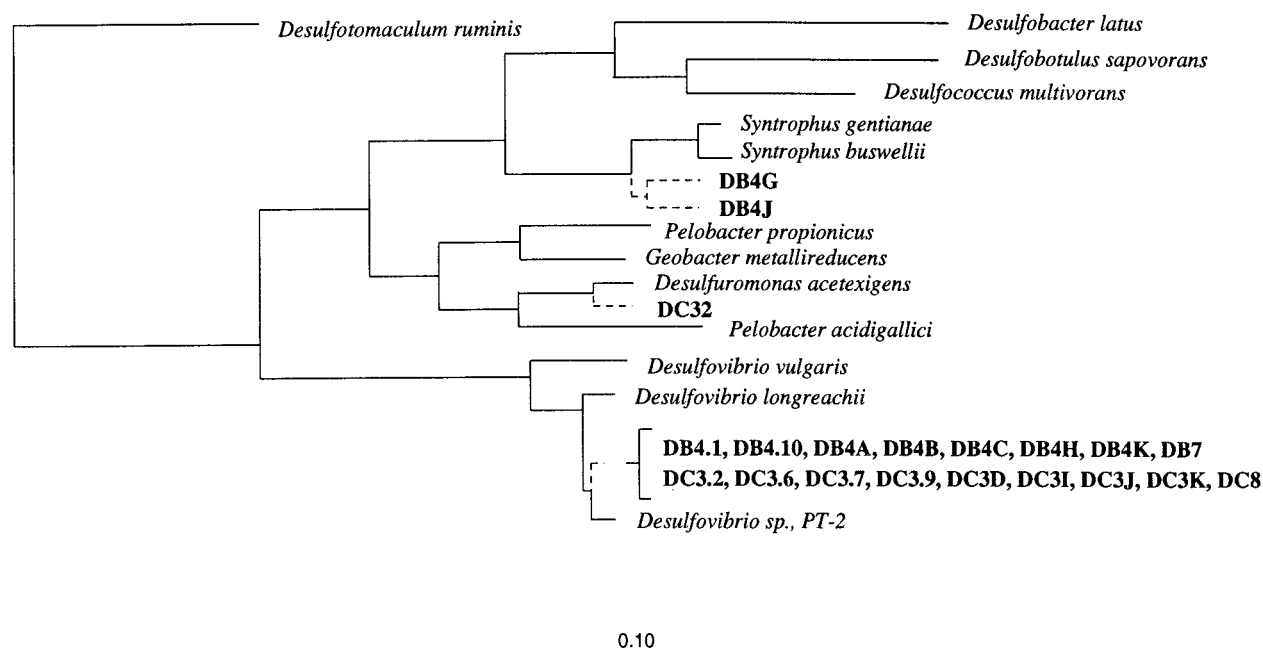 Desulfotomaculum ruminis
Desulfobacter latus
Desulfobotulus sapovorans
Desulfococcus multivorans
Syntrophus gentianae
Syntrophus buswellii
DB4G
DB4J
Pelobacter propionicus
Geobacter metallireducens
Desulfuromonas acetexigens
DC32
Pelobacter acidigallici
Desulfovibrio vulgaris
Desulfovibrio longreachii
DB4.1, DB4.10, DB4A, DB4B, DB4C, DB4H, DB4K, DB7
DC3.2, DC3.6, DC3.7, DC3.9, DC3D, DC3I, DC3J, DC3K, DC8
Desulfovibrio sp., PT-2
0.10